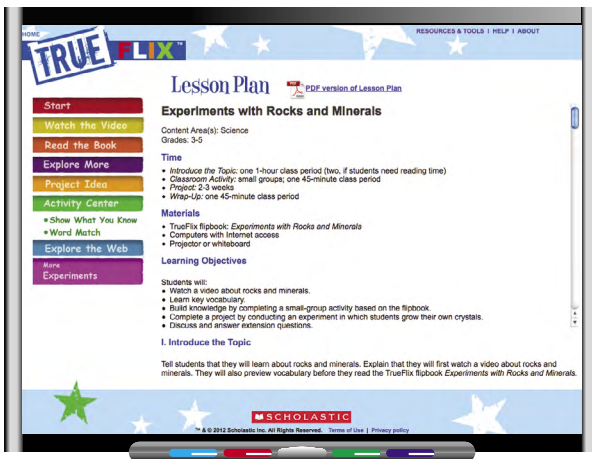 HOME
RESOURCES & TOOLS | HELP | ABOUT
TRUE FLIX™
Lesson Plan
PDF version of Lesson Plan
Start
Watch the Video
Read the Book
Explore More
Project Idea
Activity Center
• Show What You Know
• Word Match
Explore the Web
More
Experiments
Experiments with Rocks and Minerals
Content Area(s): Science
Grades: 3-5
Time
• Introduce the Topic: one 1-hour class period (two, if students need reading time)
• Classroom Activity: small groups; one 45-minute class period
• Project: 2-3 weeks
• Wrap-Up: one 45-minute class period
Materials
• TrueFlix flipbook: Experiments with Rocks and Minerals
• Computers with Internet access
• Projector or whiteboard
Learning Objectives
Students will:
• Watch a video about rocks and minerals.
• Learn key vocabulary.
• Build knowledge by completing a small-group activity based on the flipbook.
• Complete a project by conducting an experiment in which students grow their own crystals.
• Discuss and answer extension questions.
I. Introduce the Topic
Tell students that they will learn about rocks and minerals. Explain that they will first watch a video about rocks and
minerals. They will also preview vocabulary before they read the TrueFlix flipbook Experiments with Rocks and Minerals.
SCHOLASTIC
™ & © 2012 Scholastic Inc. All Rights Reserved. Terms of Use | Privacy policy